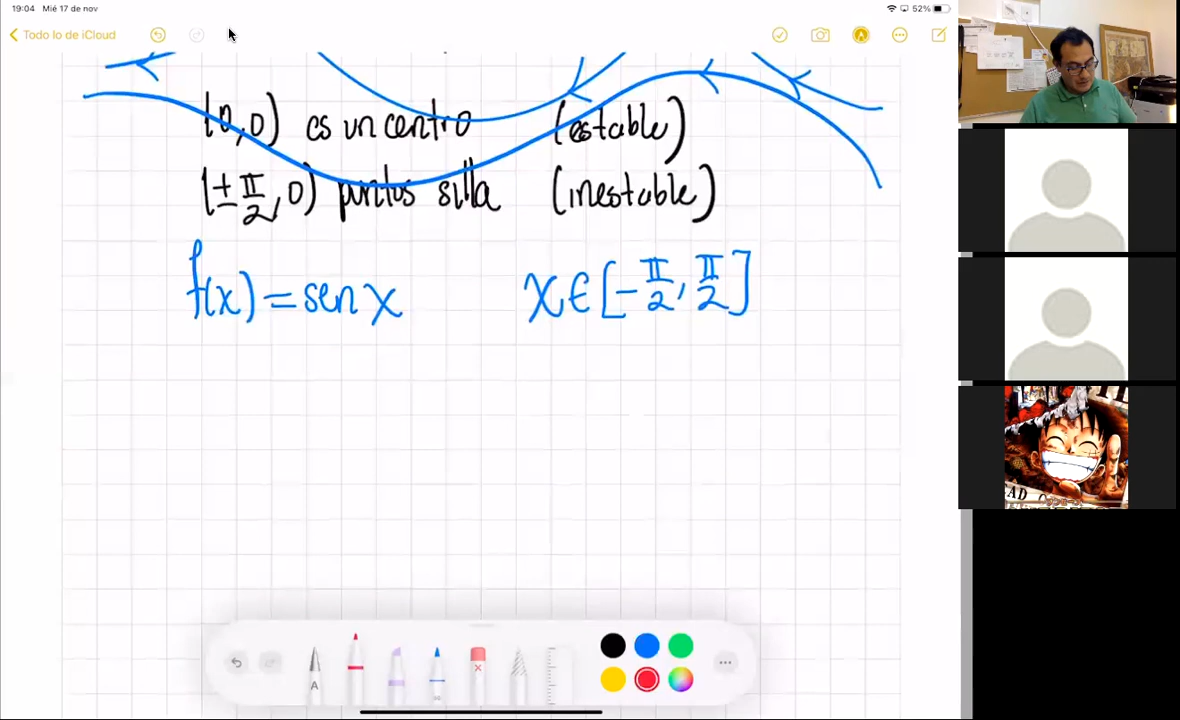 19:04 Mié 17 de nov
52%
Todo lo de iCloud
(0,0) es un centro (estable)
(± π/2, 0) puntos silla (inestable)
f(x) = sen x x ∈ [-π/2, π/2]
A
AD